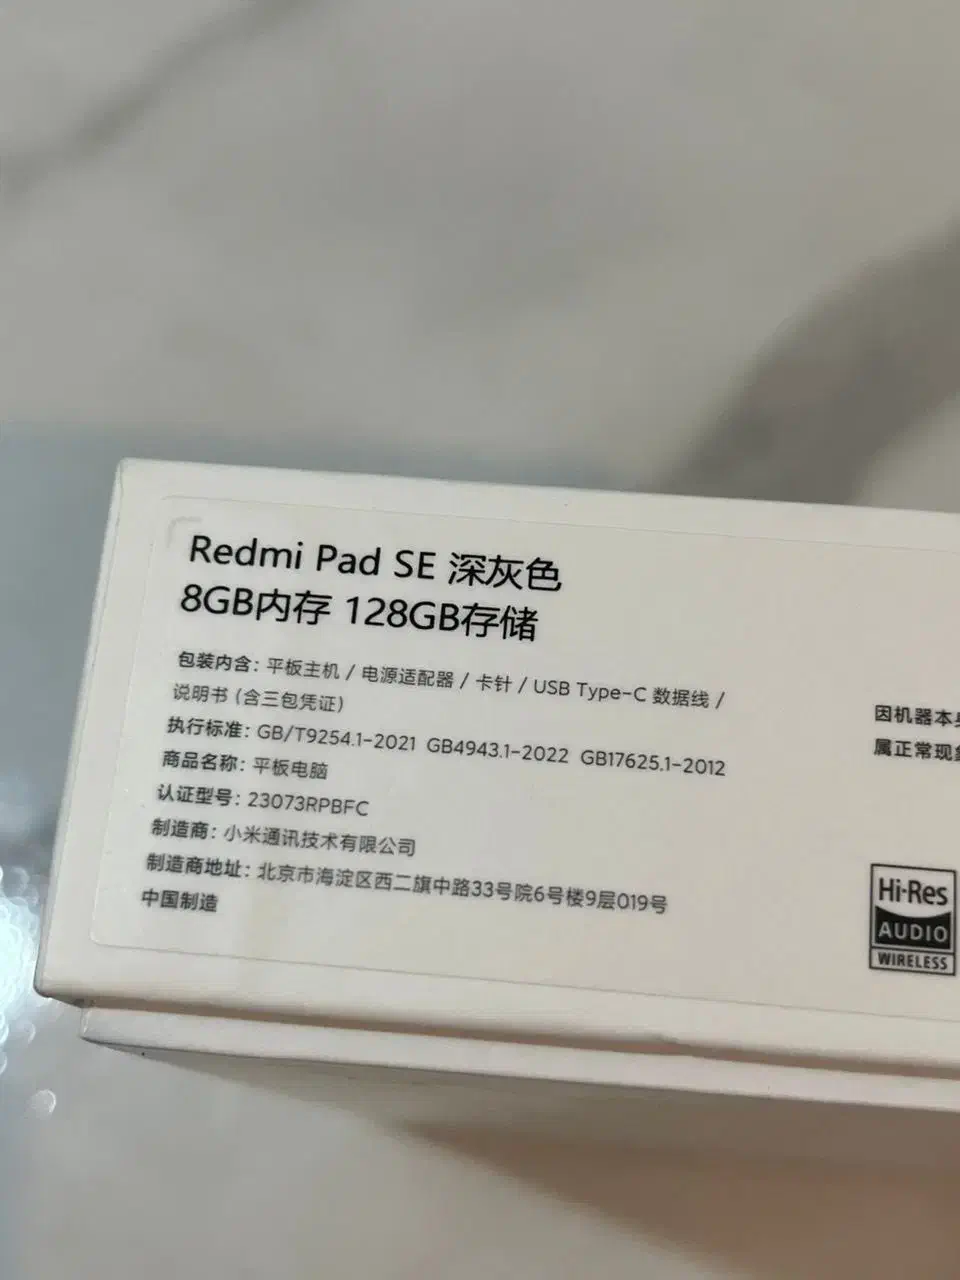 Redmi Pad SE 深灰色
8GB内存 128GB存储
包装内含: 平板主机 / 电源适配器 / 卡针 / USB Type-C 数据线 /
说明书 (含三包凭证)
执行标准: GB/T9254.1-2021 GB4943.1-2022 GB17625.1-2012
商品名称: 平板电脑
认证型号: 23073RPBFC
制造商: 小米通讯技术有限公司
制造商地址: 北京市海淀区西二旗中路33号院6号楼9层019号
中国制造
因机器本身
属正常现象
Hi-Res
AUDIO
WIRELESS